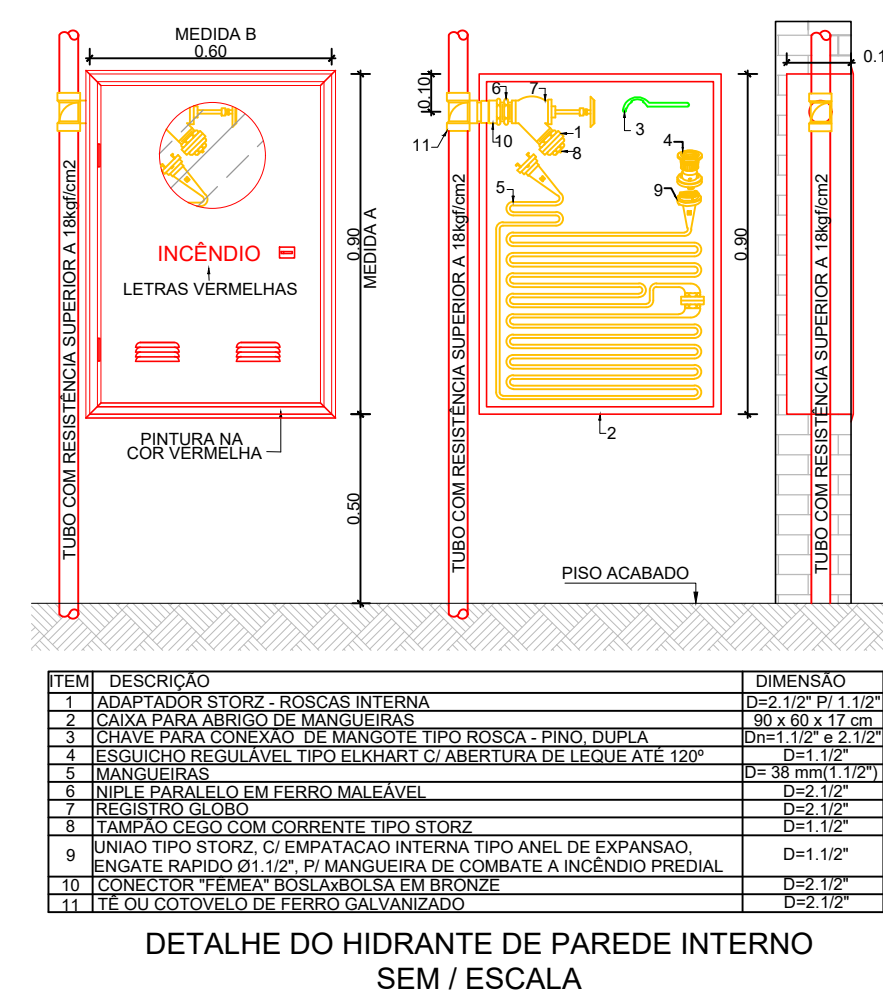 MEDIDA B
0.60
INCÊNDIO
LETRAS VERMELHAS
PINTURA NA
COR VERMELHA
TUBO COM RESISTÊNCIA SUPERIOR A 18kgf/cm2
0.90
MEDIDA A
0.50
0.10
6
7
10
11
1
8
3
4
5
9
2
TUBO COM RESISTÊNCIA SUPERIOR A 18kgf/cm2
0.90
PISO ACABADO
TUBO COM RESISTÊNCIA SUPERIOR A 18kgf/cm2
ITEM DESCRIÇÃO DIMENSÃO
1 ADAPTADOR STORZ - ROSCAS INTERNA D=2.1/2" P/ 1.1/2"
2 CAIXA PARA ABRIGO DE MANGUEIRAS 90 x 60 x 17 cm
3 CHAVE PARA CONEXÃO DE MANGOTE TIPO ROSCA - PINO, DUPLA Dn=1.1/2" e 2.1/2"
4 ESGUICHO REGULÁVEL TIPO ELKHART C/ ABERTURA DE LEQUE ATÉ 120º D=1.1/2"
5 MANGUEIRAS D= 38 mm(1.1/2")
6 NIPLE PARALELO EM FERRO MALEÁVEL D=2.1/2"
7 REGISTRO GLOBO D=2.1/2"
8 TAMPÃO CEGO COM CORRENTE TIPO STORZ D=1.1/2"
9 UNIAO TIPO STORZ, C/ EMPATACAO INTERNA TIPO ANEL DE EXPANSAO,
ENGATE RAPIDO Ø1.1/2", P/ MANGUEIRA DE COMBATE A INCÊNDIO PREDIAL D=1.1/2"
10 CONECTOR "FÊMEA" BOSLAxBOLSA EM BRONZE D=2.1/2"
11 TÊ OU COTOVELO DE FERRO GALVANIZADO D=2.1/2"
DETALHE DO HIDRANTE DE PAREDE INTERNO
SEM / ESCALA